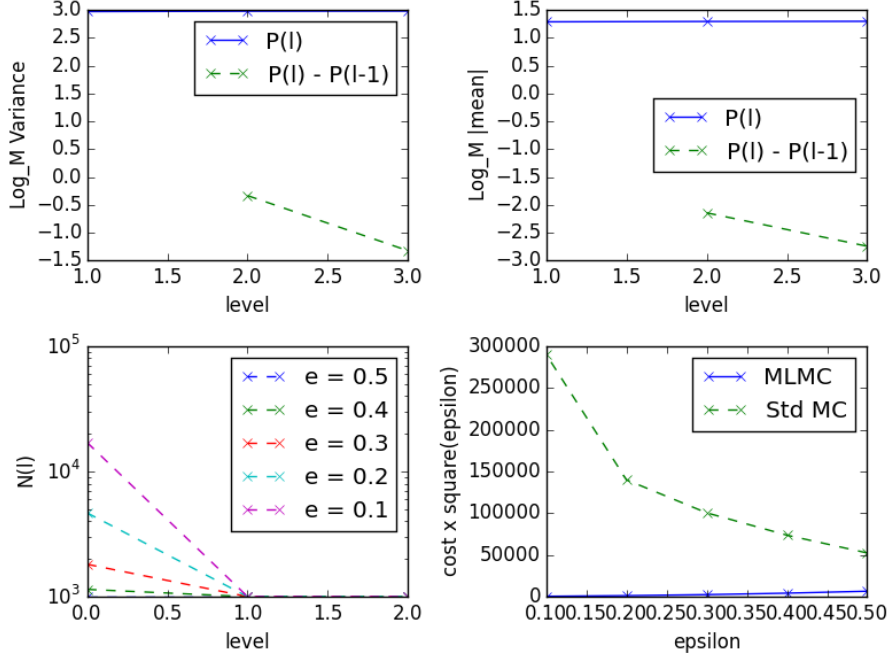 3.0
2.5
2.0
1.5
1.0
0.5
0.0
−0.5
−1.0
−1.5
Log_M Variance
P(l)
P(l) - P(l-1)
1.0 1.5 2.0 2.5 3.0
level
1.5
1.0
0.5
0.0
−0.5
−1.0
−1.5
−2.0
−2.5
−3.0
Log_M |mean|
P(l)
P(l) - P(l-1)
1.0 1.5 2.0 2.5 3.0
level
10^5
10^4
10^3
N(l)
e = 0.5
e = 0.4
e = 0.3
e = 0.2
e = 0.1
0.0 0.5 1.0 1.5 2.0
level
300000
250000
200000
150000
100000
50000
0
cost x square(epsilon)
MLMC
Std MC
0.10 0.15 0.20 0.25 0.30 0.35 0.40 0.45 0.50
epsilon